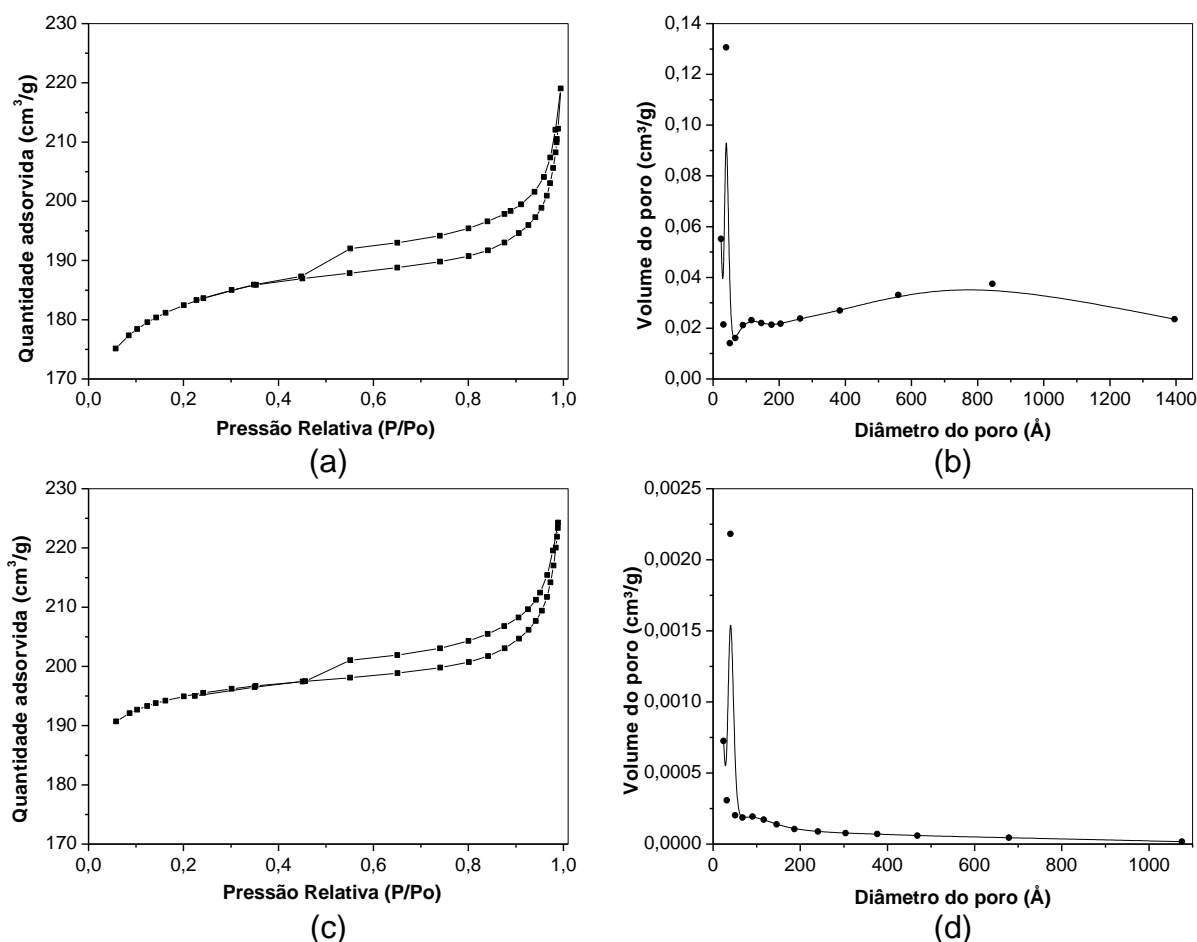 230
220
210
200
190
180
170
Quantidade adsorvida (cm³/g)
0,0 0,2 0,4 0,6 0,8 1,0
Pressão Relativa (P/Po)
(a)
0,14
0,12
0,10
0,08
0,06
0,04
0,02
0,00
Volume do poro (cm³/g)
0 200 400 600 800 1000 1200 1400
Diâmetro do poro (Å)
(b)
230
220
210
200
190
180
170
Quantidade adsorvida (cm³/g)
0,0 0,2 0,4 0,6 0,8 1,0
Pressão Relativa (P/Po)
(c)
0,0025
0,0020
0,0015
0,0010
0,0005
0,0000
Volume do poro (cm³/g)
0 200 400 600 800 1000
Diâmetro do poro (Å)
(d)